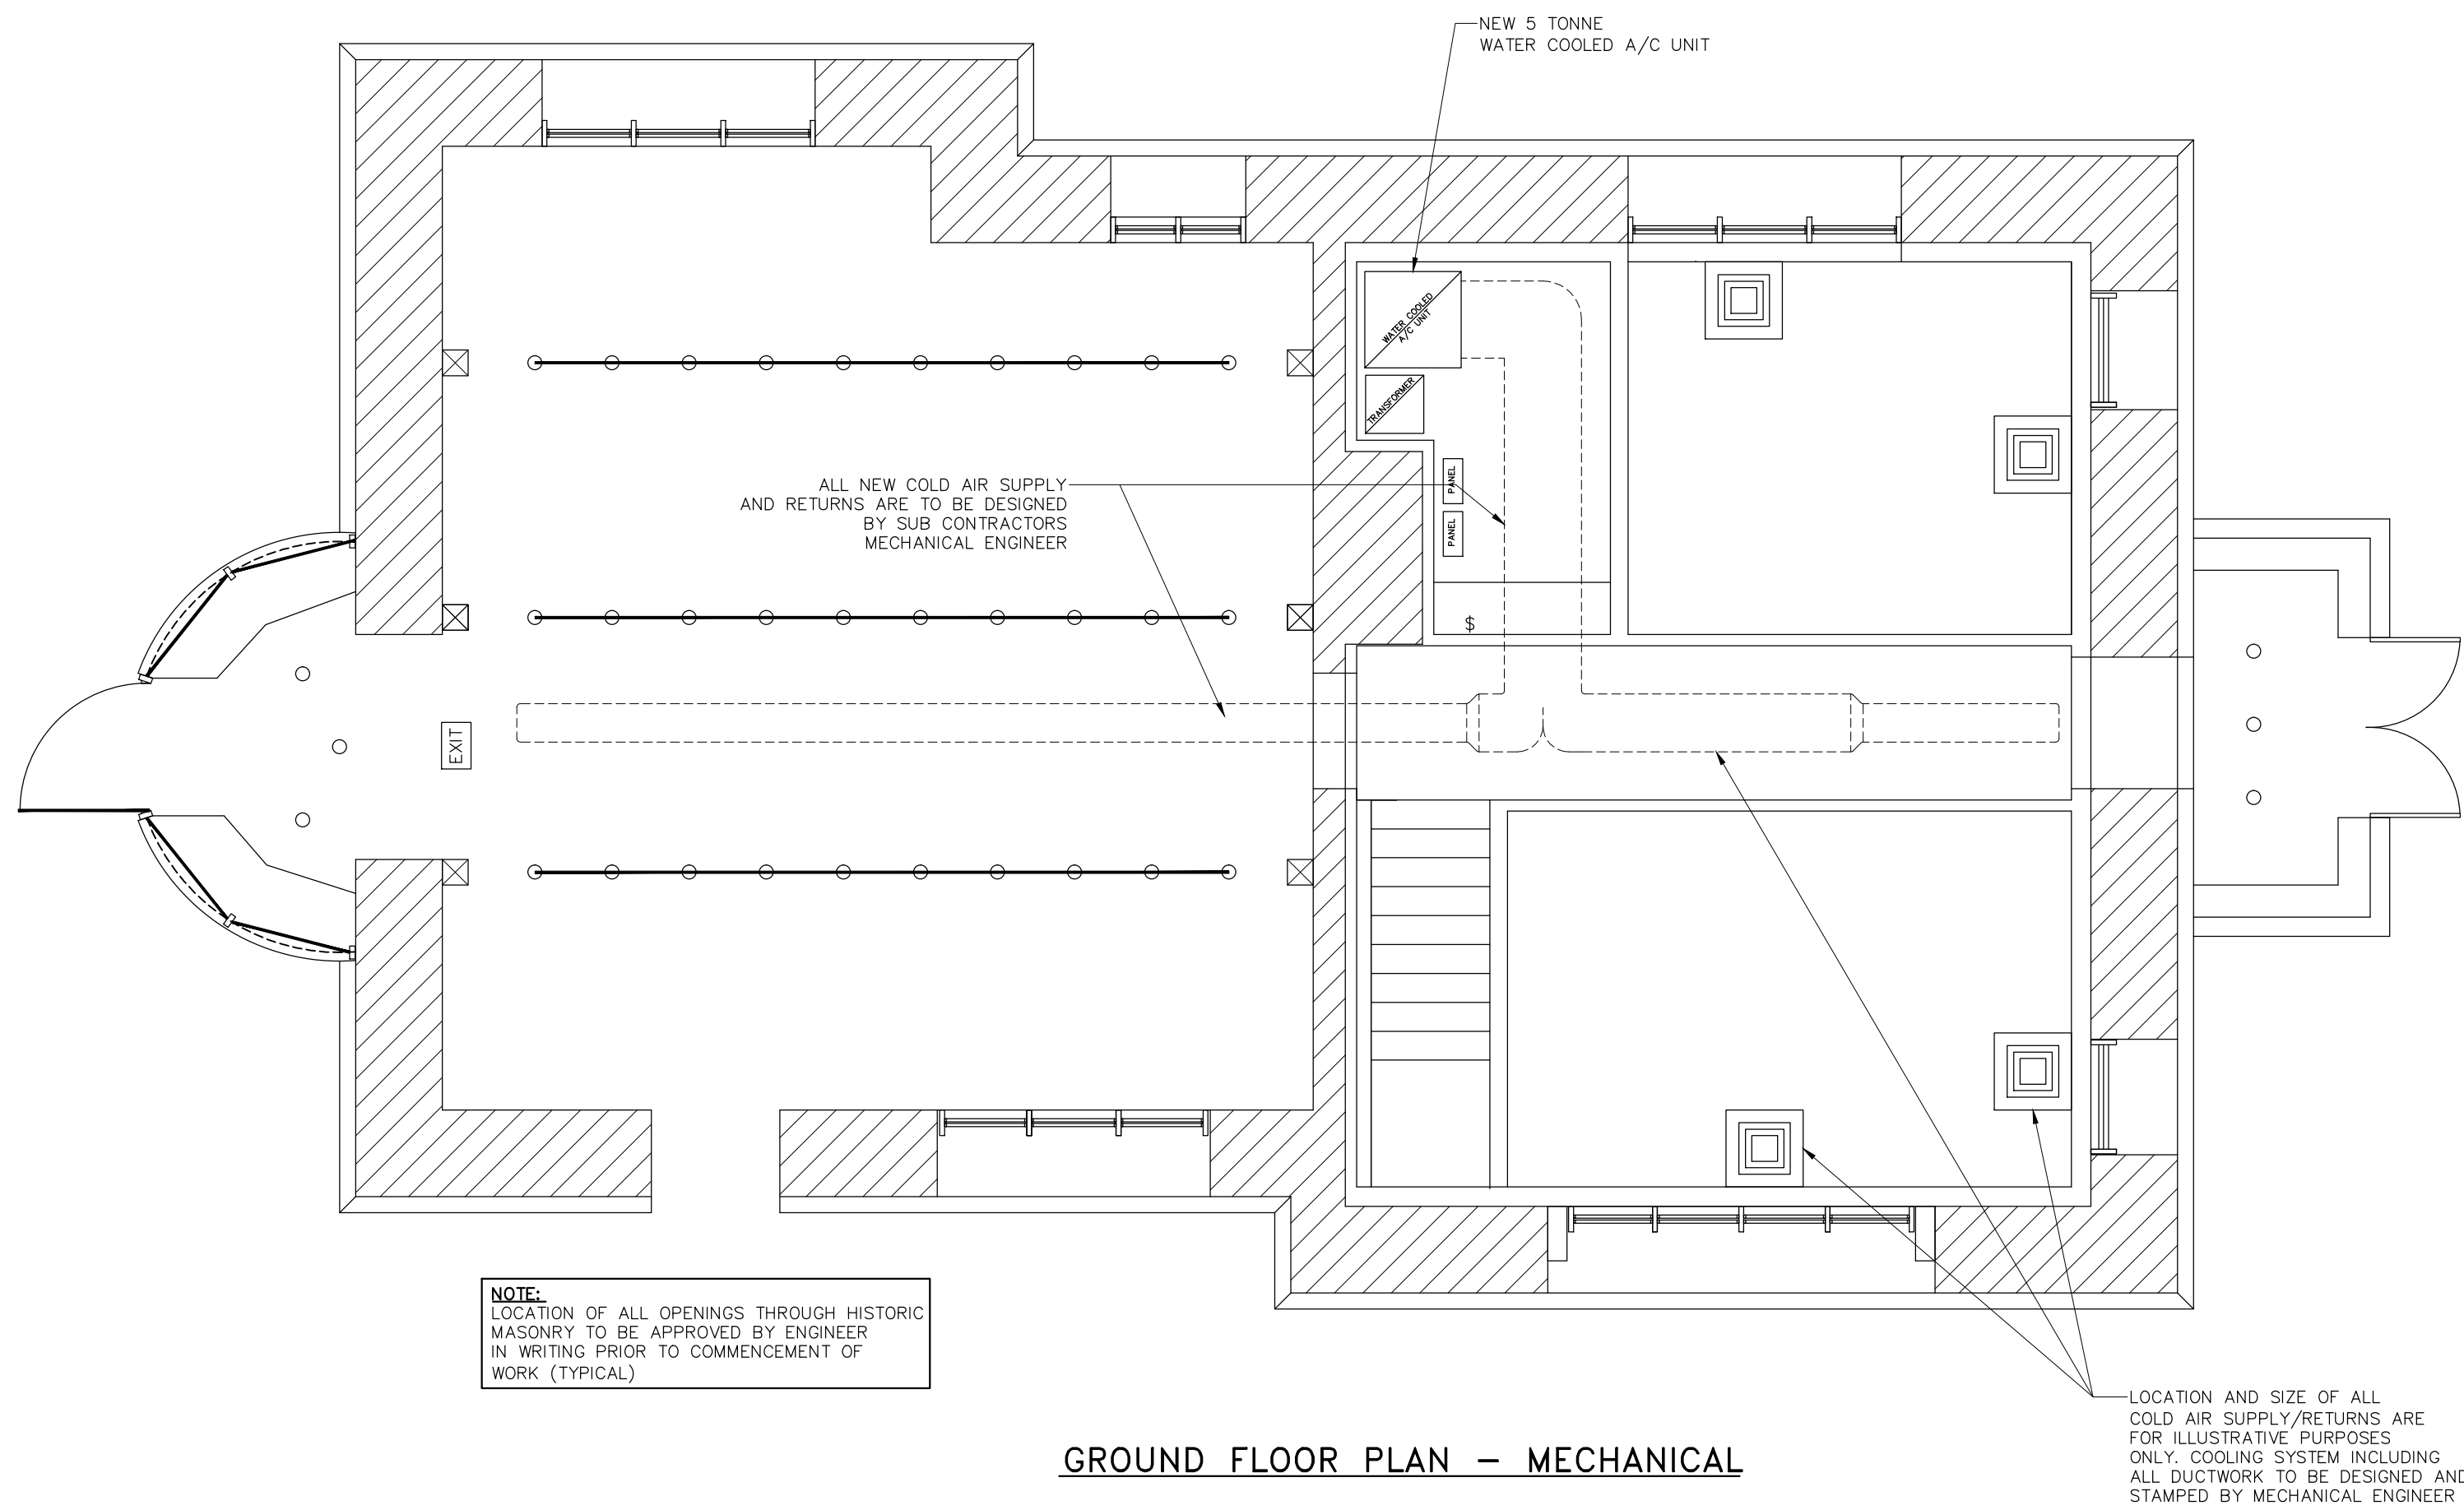 NEW 5 TONNE
WATER COOLED A/C UNIT
WATER COOLED
A/C UNIT
TRANSFORMER
PANEL
PANEL
$
ALL NEW COLD AIR SUPPLY
AND RETURNS ARE TO BE DESIGNED
BY SUB CONTRACTORS
MECHANICAL ENGINEER
EXIT
NOTE:
LOCATION OF ALL OPENINGS THROUGH HISTORIC
MASONRY TO BE APPROVED BY ENGINEER
IN WRITING PRIOR TO COMMENCEMENT OF
WORK (TYPICAL)
LOCATION AND SIZE OF ALL
COLD AIR SUPPLY/RETURNS ARE
FOR ILLUSTRATIVE PURPOSES
ONLY. COOLING SYSTEM INCLUDING
ALL DUCTWORK TO BE DESIGNED AND
STAMPED BY MECHANICAL ENGINEER
GROUND FLOOR PLAN - MECHANICAL